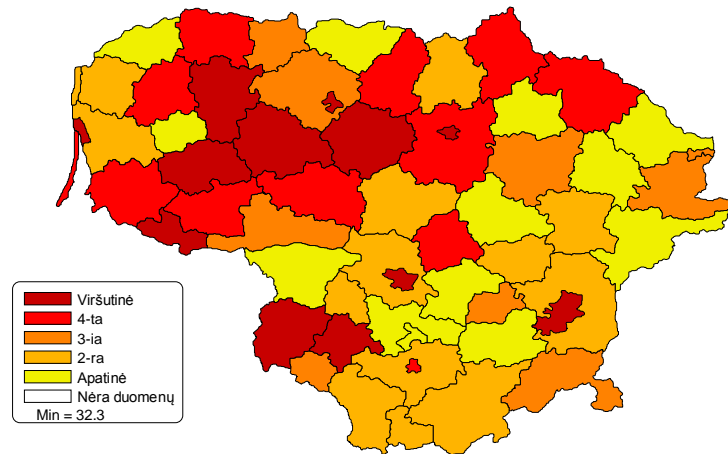 Viršutinė
4-ta
3-ia
2-ra
Apatinė
Nėra duomenų
Min = 32.3